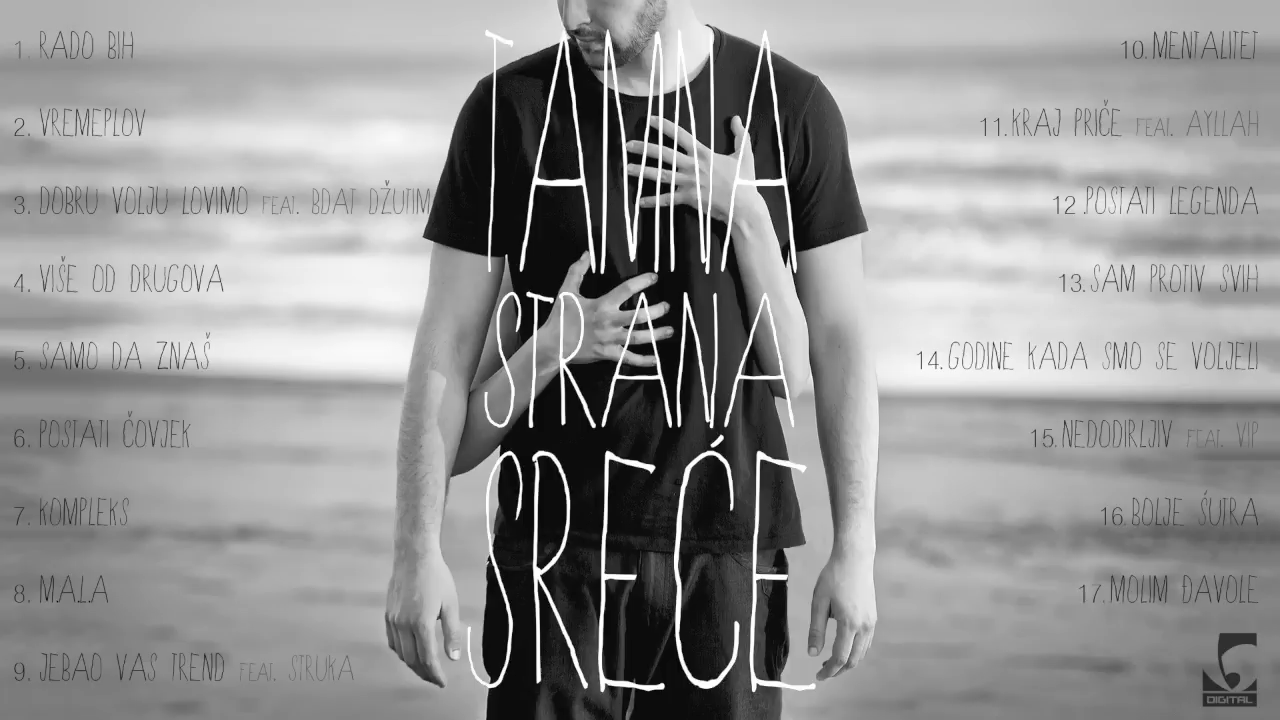 1. RADO BIH
2. VREMEPLOV
3. DOBRU VOLJU LOVIMO FEAT. BDAT DŽUTIM
4. VIŠE OD DRUGOVA
5. SAMO DA ZNAŠ
6. POSTATI ČOVJEK
7. KOMPLEKS
8. MALA
9. JEBAO VAS TREND FEAT. STRUKA
TAMNA
STRANA
SREĆE
10. MENTALITET
11. KRAJ PRIČE FEAT. AYLLAH
12. POSTATI LEGENDA
13. SAM PROTIV SVIH
14. GODINE KADA SMO SE VOLJELI
15. NEDODIRLJIV FEAT. VIP
16. BOLJE ŚUTRA
17. MOLIM ĐAVOLE
DIGITAL